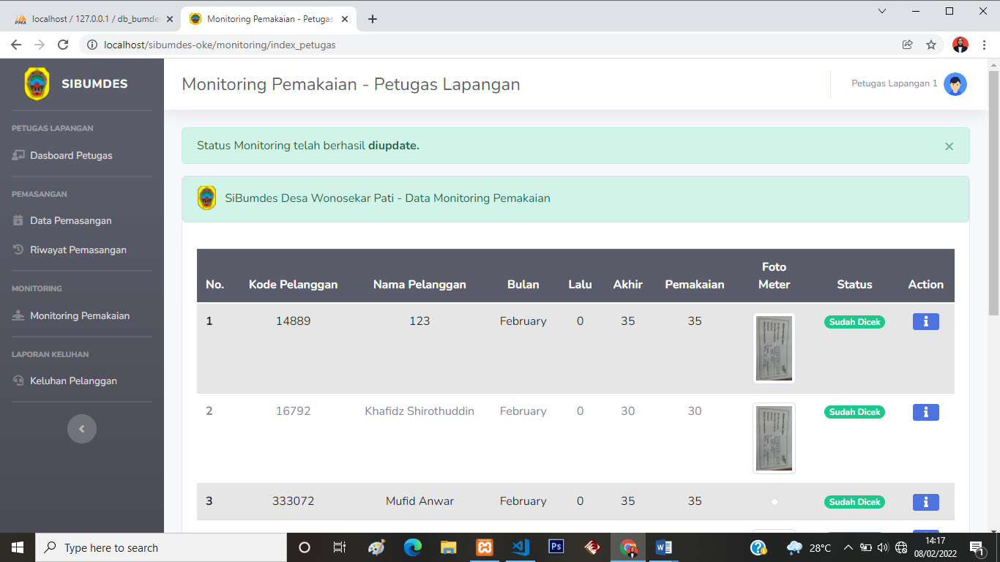 localhost / 127.0.0.1 / db_bumde
Monitoring Pemakaian - Petugas
localhost/sibumdes-oke/monitoring/index_petugas
SIBUMDES
Monitoring Pemakaian - Petugas Lapangan
Petugas Lapangan 1
PETUGAS LAPANGAN
Dasboard Petugas
PEMASANGAN
Data Pemasangan
Riwayat Pemasangan
MONITORING
Monitoring Pemakaian
LAPORAN KELUHAN
Keluhan Pelanggan
Status Monitoring telah berhasil diupdate.
SiBumdes Desa Wonosekar Pati - Data Monitoring Pemakaian
No. Kode Pelanggan Nama Pelanggan Bulan Lalu Akhir Pemakaian Foto Meter Status Action
1 14889 123 February 0 35 35 Sudah Dicek
2 16792 Khafidz Shirothuddin February 0 30 30 Sudah Dicek
3 333072 Mufid Anwar February 0 35 35 Sudah Dicek
Type here to search
Ps
28°C
14:17
08/02/2022
1